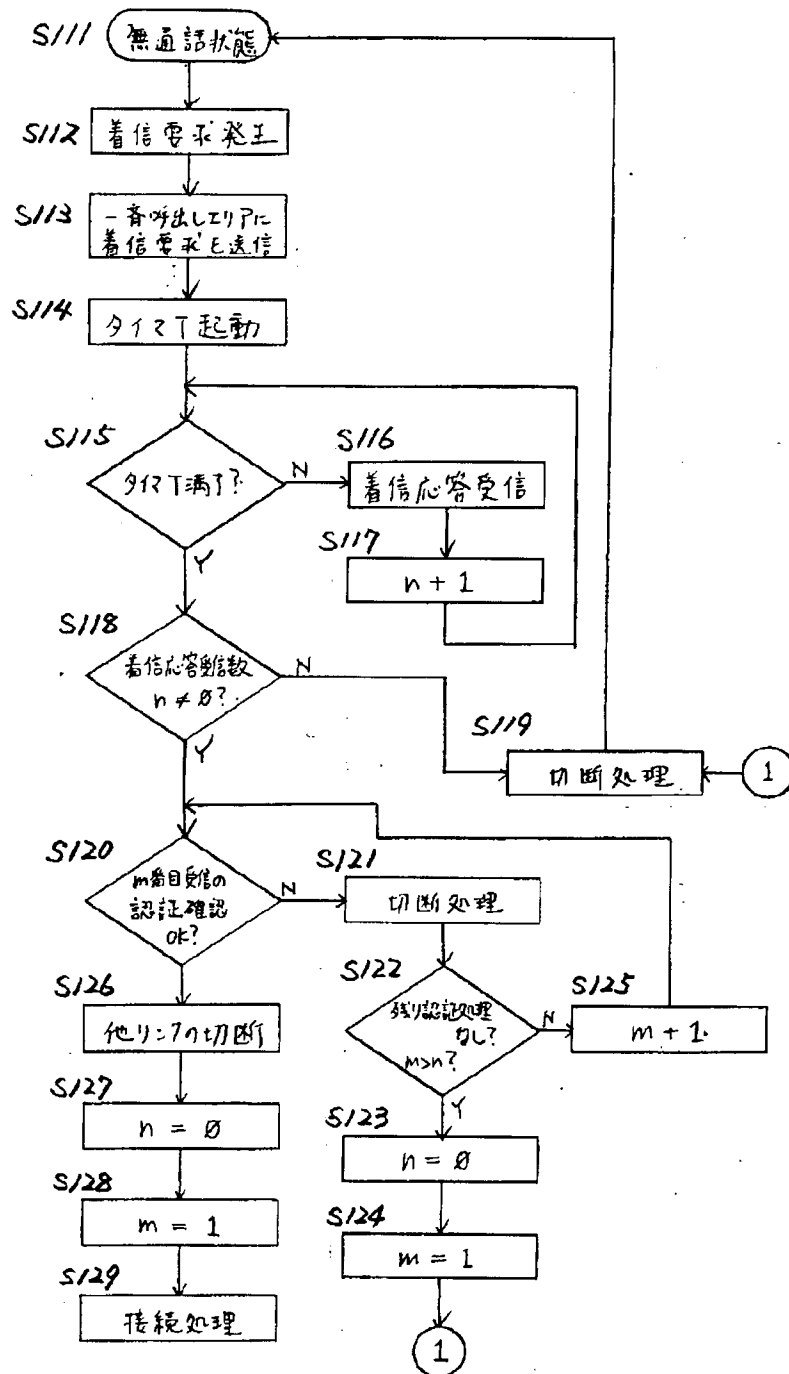 S111
無通話状態
S112
着信要求発生
S113
一斉呼出しエリアに
着信要求を送信
S114
タイマT起動
S115
タイマT満了?
N
Y
S116
着信応答受信
S117
n + 1
S118
着信応答受信数
n ≠ 0?
N
Y
S119
切断処理
1
S120
m番目受信の
認証確認
OK?
N
S121
切断処理
S122
残り認証処理
なし?
m>n?
N
Y
S125
m + 1
S126
他リンクの切断
S127
n = 0
S128
m = 1
S129
接続処理
S123
n = 0
S124
m = 1
1